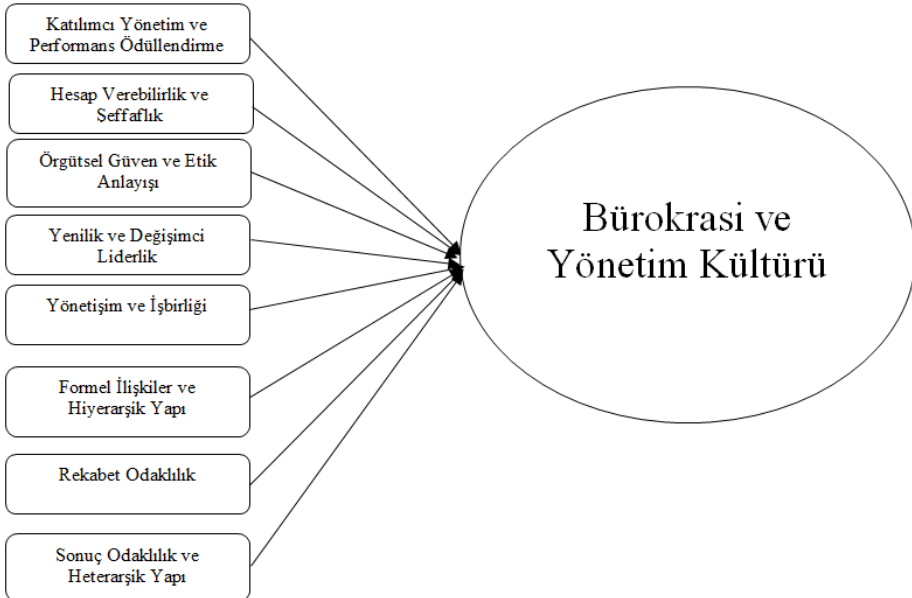 Katılımcı Yönetim ve
Performans Ödüllendirme
Hesap Verebilirlik ve
Şeffaflık
Örgütsel Güven ve Etik
Anlayışı
Yenilik ve Değişimci
Liderlik
Yönetişim ve İşbirliği
Formel İlişkiler ve
Hiyerarşik Yapı
Rekabet Odaklılık
Sonuç Odaklılık ve
Heterarşik Yapı
Bürokrasi ve
Yönetim Kültürü